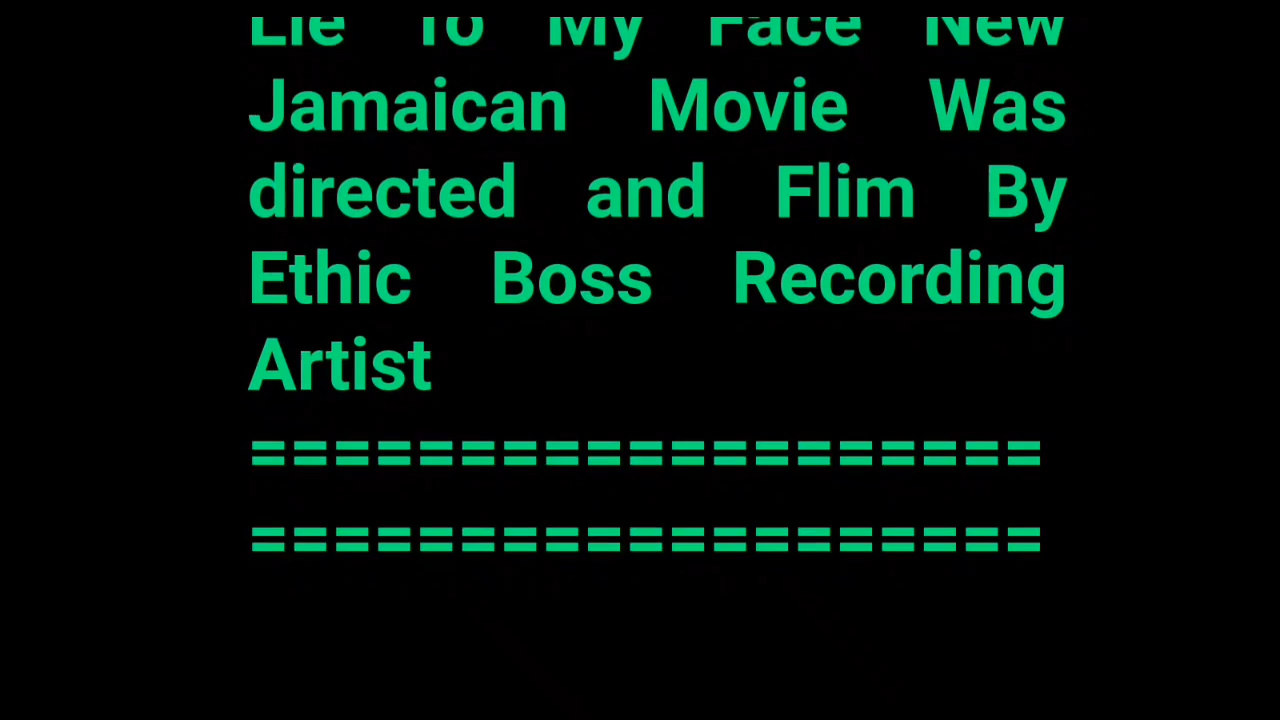 Lie To My Face New
Jamaican Movie Was
directed and Flim By
Ethic Boss Recording
Artist
===================
===================